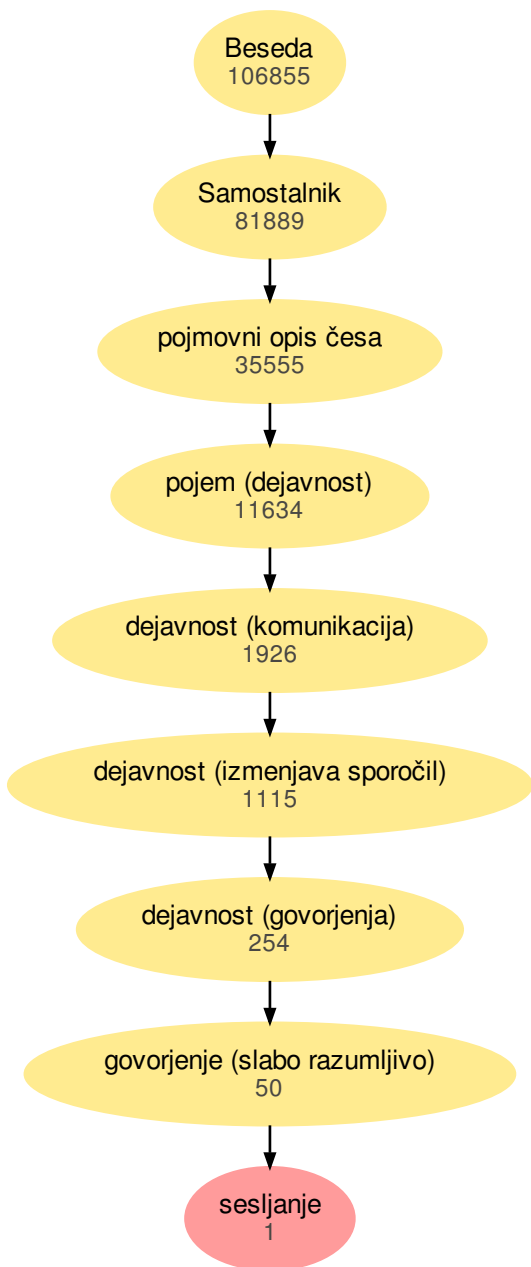 Beseda
106855
Samostalnik
81889
pojmovni opis česa
35555
pojem (dejavnost)
11634
dejavnost (komunikacija)
1926
dejavnost (izmenjava sporočil)
1115
dejavnost (govorjenja)
254
govorjenje (slabo razumljivo)
50
sesljanje
1